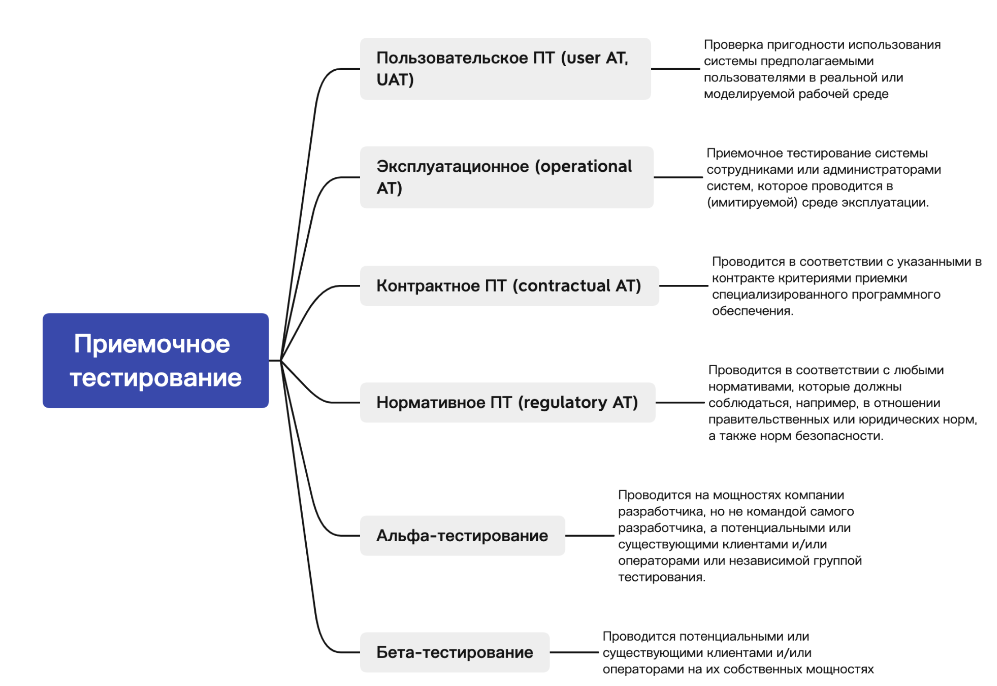 Приемочное
тестирование
Пользовательское ПТ (user AT,
UAT)
Проверка пригодности использования
системы предполагаемыми
пользователями в реальной или
моделируемой рабочей среде
Эксплуатационное (operational
AT)
Приемочное тестирование системы
сотрудниками или администраторами
систем, которое проводится в
(имитируемой) среде эксплуатации.
Контрактное ПТ (contractual AT)
Проводится в соответствии с указанными в
контракте критериями приемки
специализированного программного
обеспечения.
Нормативное ПТ (regulatory AT)
Проводится в соответствии с любыми
нормативами, которые должны
соблюдаться, например, в отношении
правительственных или юридических норм,
а также норм безопасности.
Альфа-тестирование
Проводится на мощностях компании
разработчика, но не командой самого
разработчика, а потенциальными или
существующими клиентами и/или
операторами или независимой группой
тестирования.
Бета-тестирование
Проводится потенциальными или
существующими клиентами и/или
операторами на их собственных мощностях